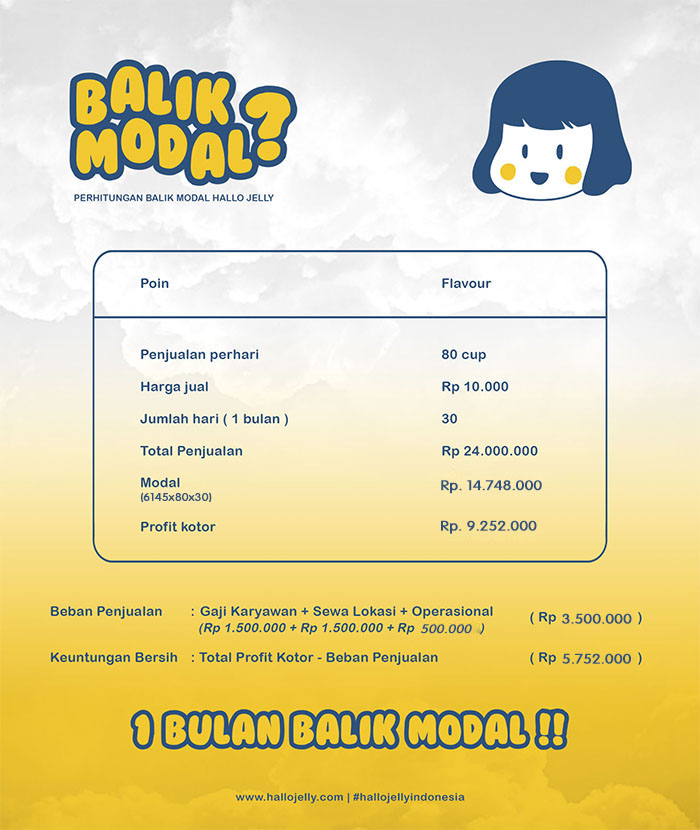 BALIK
MODAL?
PERHITUNGAN BALIK MODAL HALLO JELLY
Poin Flavour
Penjualan perhari 80 cup
Harga jual Rp 10.000
Jumlah hari ( 1 bulan ) 30
Total Penjualan Rp 24.000.000
Modal Rp. 14.748.000
(6145x80x30)
Profit kotor Rp. 9.252.000
Beban Penjualan : Gaji Karyawan + Sewa Lokasi + Operasional ( Rp 3.500.000 )
(Rp 1.500.000 + Rp 1.500.000 + Rp 500.000 )
Keuntungan Bersih : Total Profit Kotor - Beban Penjualan ( Rp 5.752.000 )
1 BULAN BALIK MODAL !!
www.hallojelly.com | #hallojellyindonesia